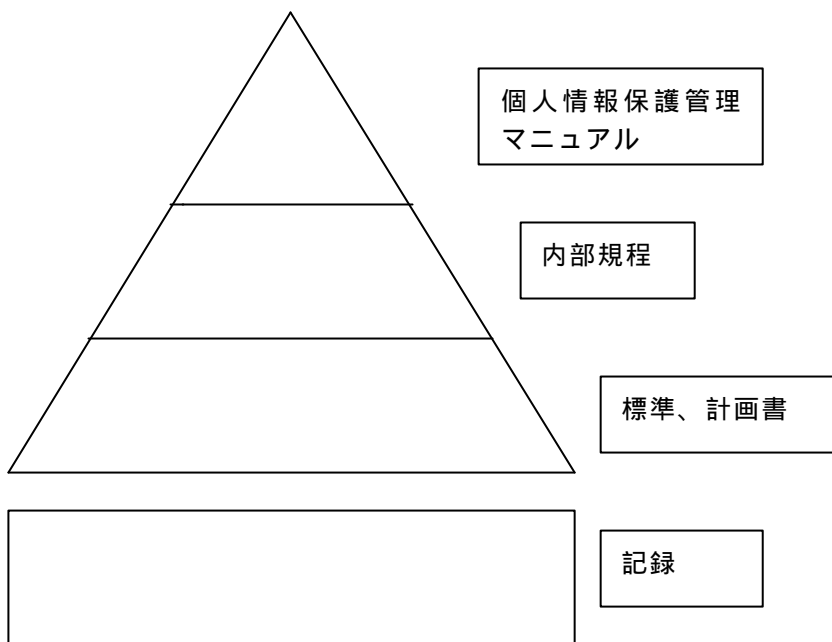 個人情報保護管理
マニュアル
内部規程
標準、計画書
記録